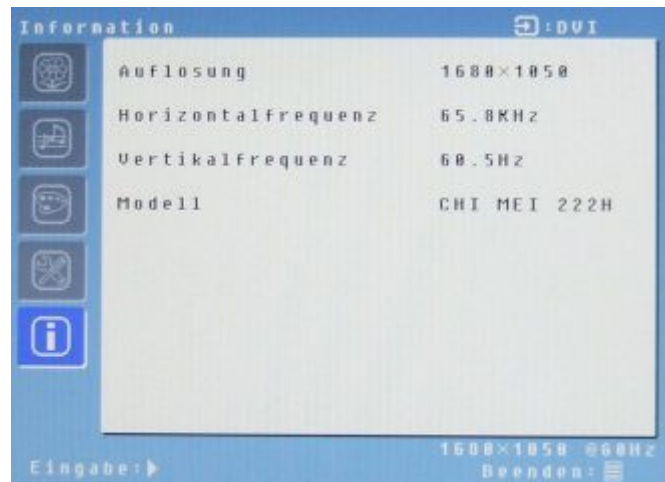 Information :DVI
Auflosung 1680×1050
Horizontalfrequenz 65.8KHz
Vertikalfrequenz 60.5Hz
Modell CHI MEI 222H
1680×1050 @60Hz
Eingabe: Beenden: